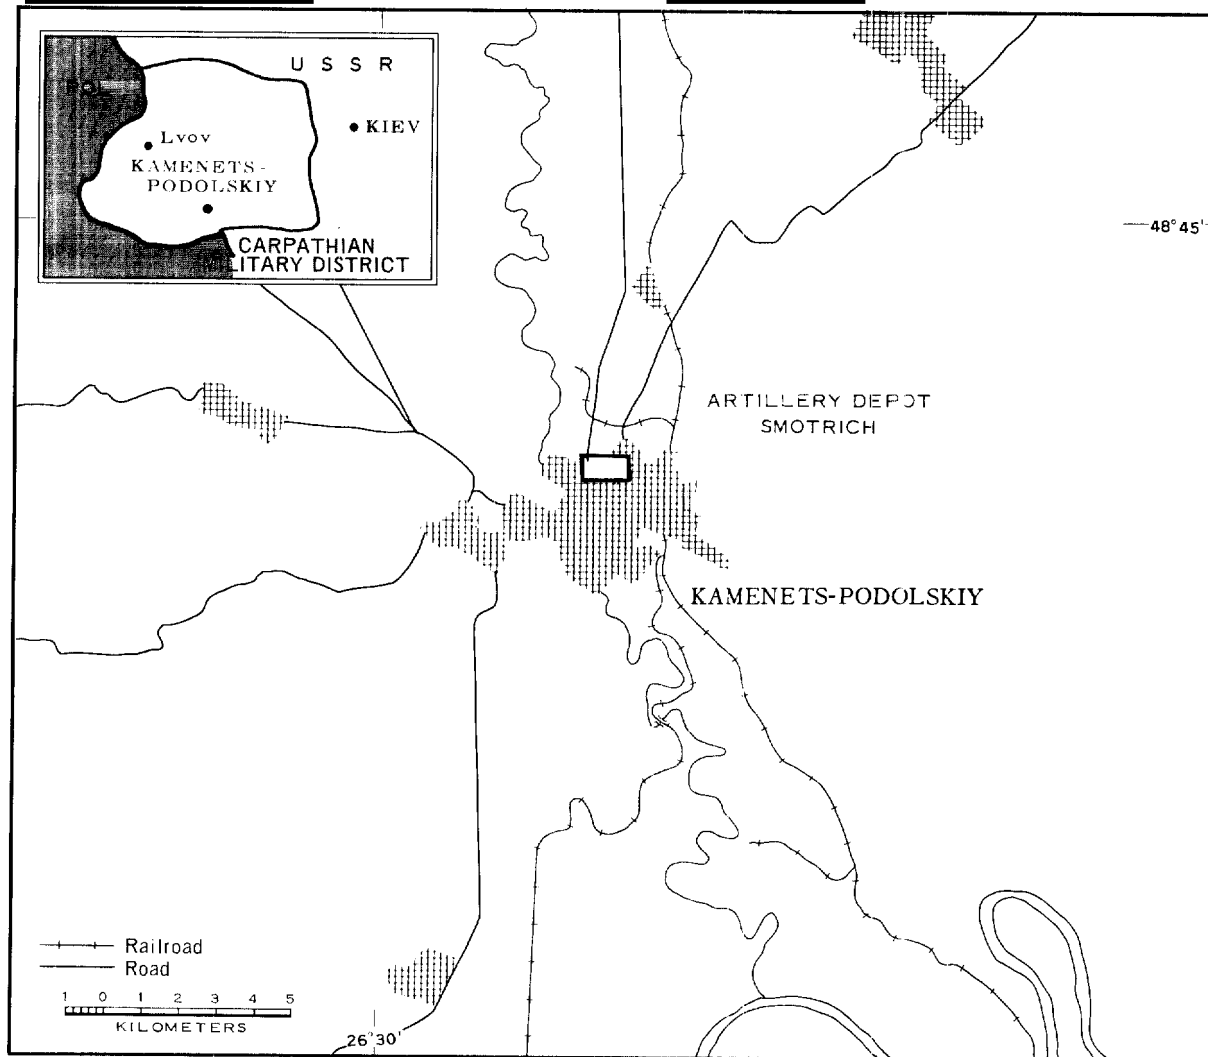 U S S R
KIEV
Lvov
KAMENETS-
PODOLSKIY
CARPATHIAN
LITARY DISTRICT
48°45'
ARTILLERY DEPOT
SMOTRICH
KAMENETS-PODOLSKIY
Railroad
Road
1 0 1 2 3 4 5
KILOMETERS
26°30'